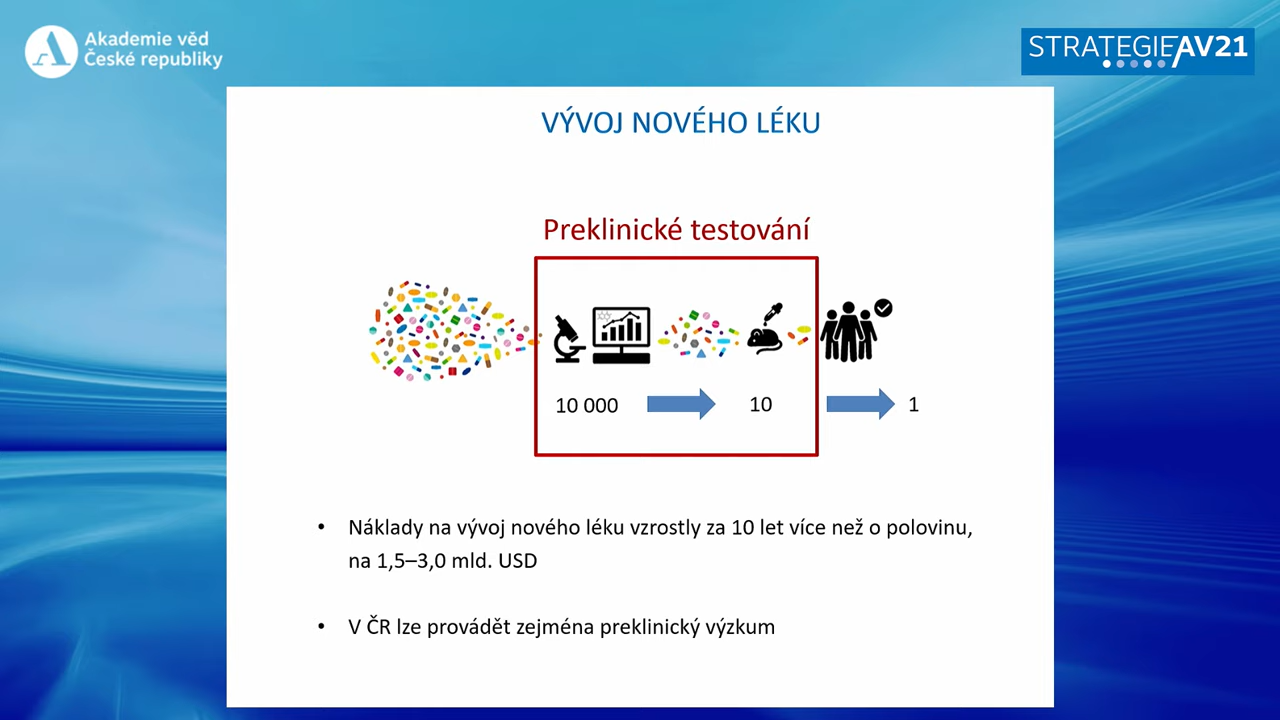 Akademie věd
České republiky
STRATEGIE AV21
VÝVOJ NOVÉHO LÉKU
Preklinické testování
10 000
10
1
• Náklady na vývoj nového léku vzrostly za 10 let více než o polovinu,
na 1,5–3,0 mld. USD
• V ČR lze provádět zejména preklinický výzkum